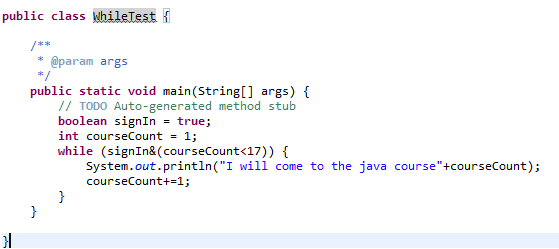 public class WhileTest {
/**
* @param args
*/
public static void main(String[] args) {
// TODO Auto-generated method stub
boolean signIn = true;
int courseCount = 1;
while (signIn&(courseCount<17)) {
System.out.println("I will come to the java course"+courseCount);
courseCount+=1;
}
}
}